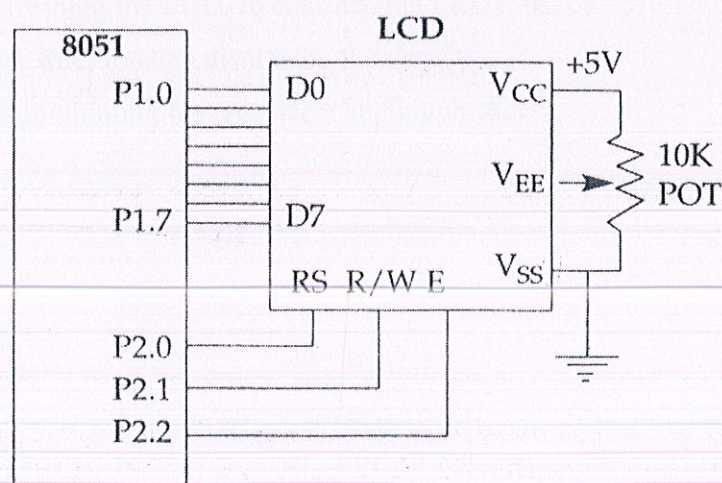 LCD
8051
P1.0
D0
VCC
+5V
10K
POT
VEE
P1.7
D7
VSS
RS R/W E
P2.0
P2.1
P2.2